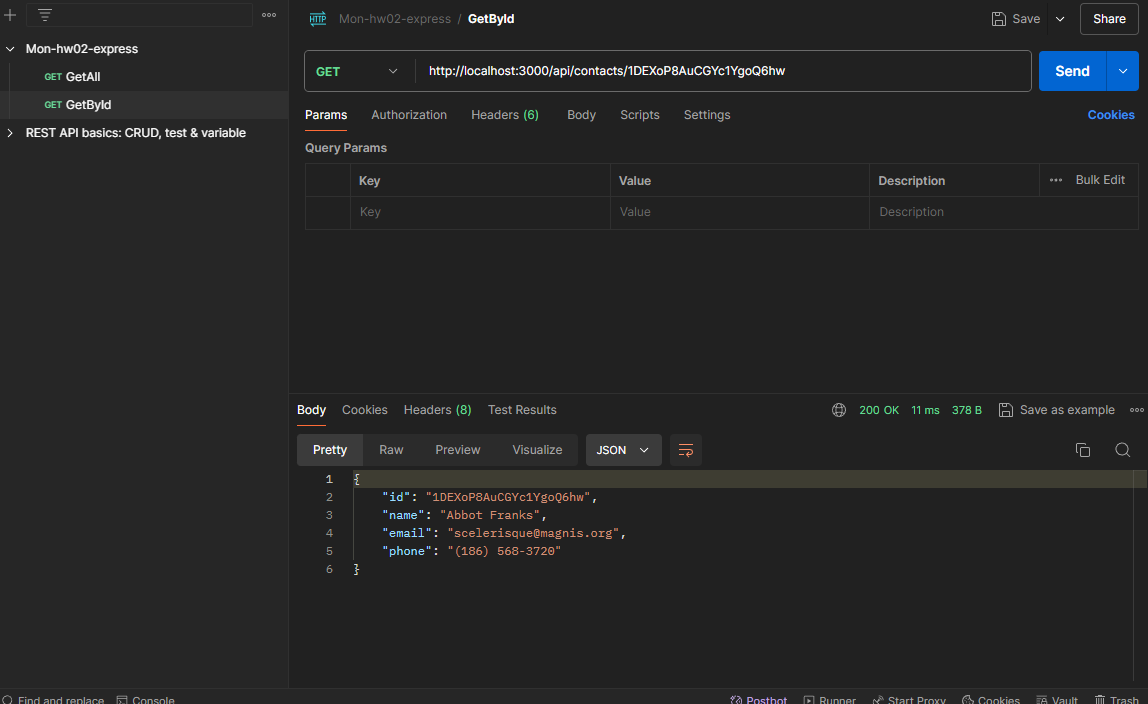 HTTP Mon-hw02-express / GetById Save Share
Mon-hw02-express
GET GetAll
GET GetById
REST API basics: CRUD, test & variable
GET http://localhost:3000/api/contacts/1DEXoP8AuCGYc1YgoQ6hw Send
Params Authorization Headers (6) Body Scripts Settings Cookies
Query Params
Key Value Description Bulk Edit
Key Value Description
Body Cookies Headers (8) Test Results 200 OK 11 ms 378 B Save as example
Pretty Raw Preview Visualize JSON
1 {
2 "id": "1DEXoP8AuCGYc1YgoQ6hw",
3 "name": "Abbot Franks",
4 "email": "scelerisque@magnis.org",
5 "phone": "(186) 568-3720"
6 }
Find and replace Console Postbot Runner Start Proxy Cookies Vault Trash